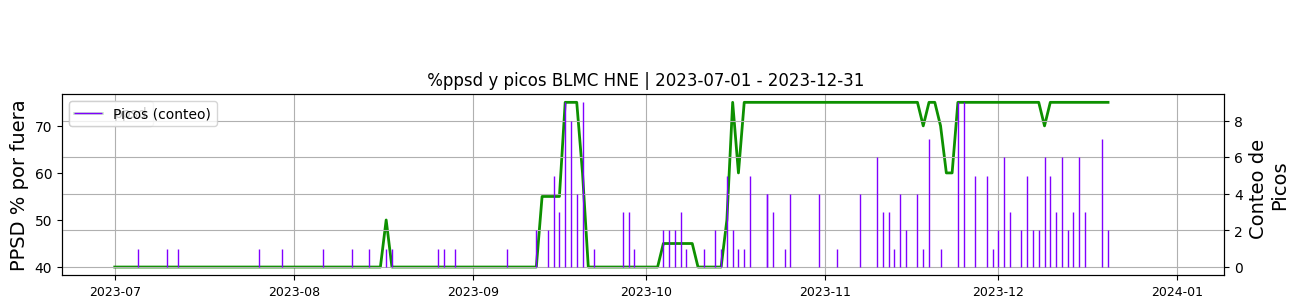 %ppsd y picos BLMC HNE | 2023-07-01 - 2023-12-31
Picos (conteo)
PPSD % por fuera
70
60
50
40
8
6
4
2
0
Conteo de
Picos
2023-07 2023-08 2023-09 2023-10 2023-11 2023-12 2024-01